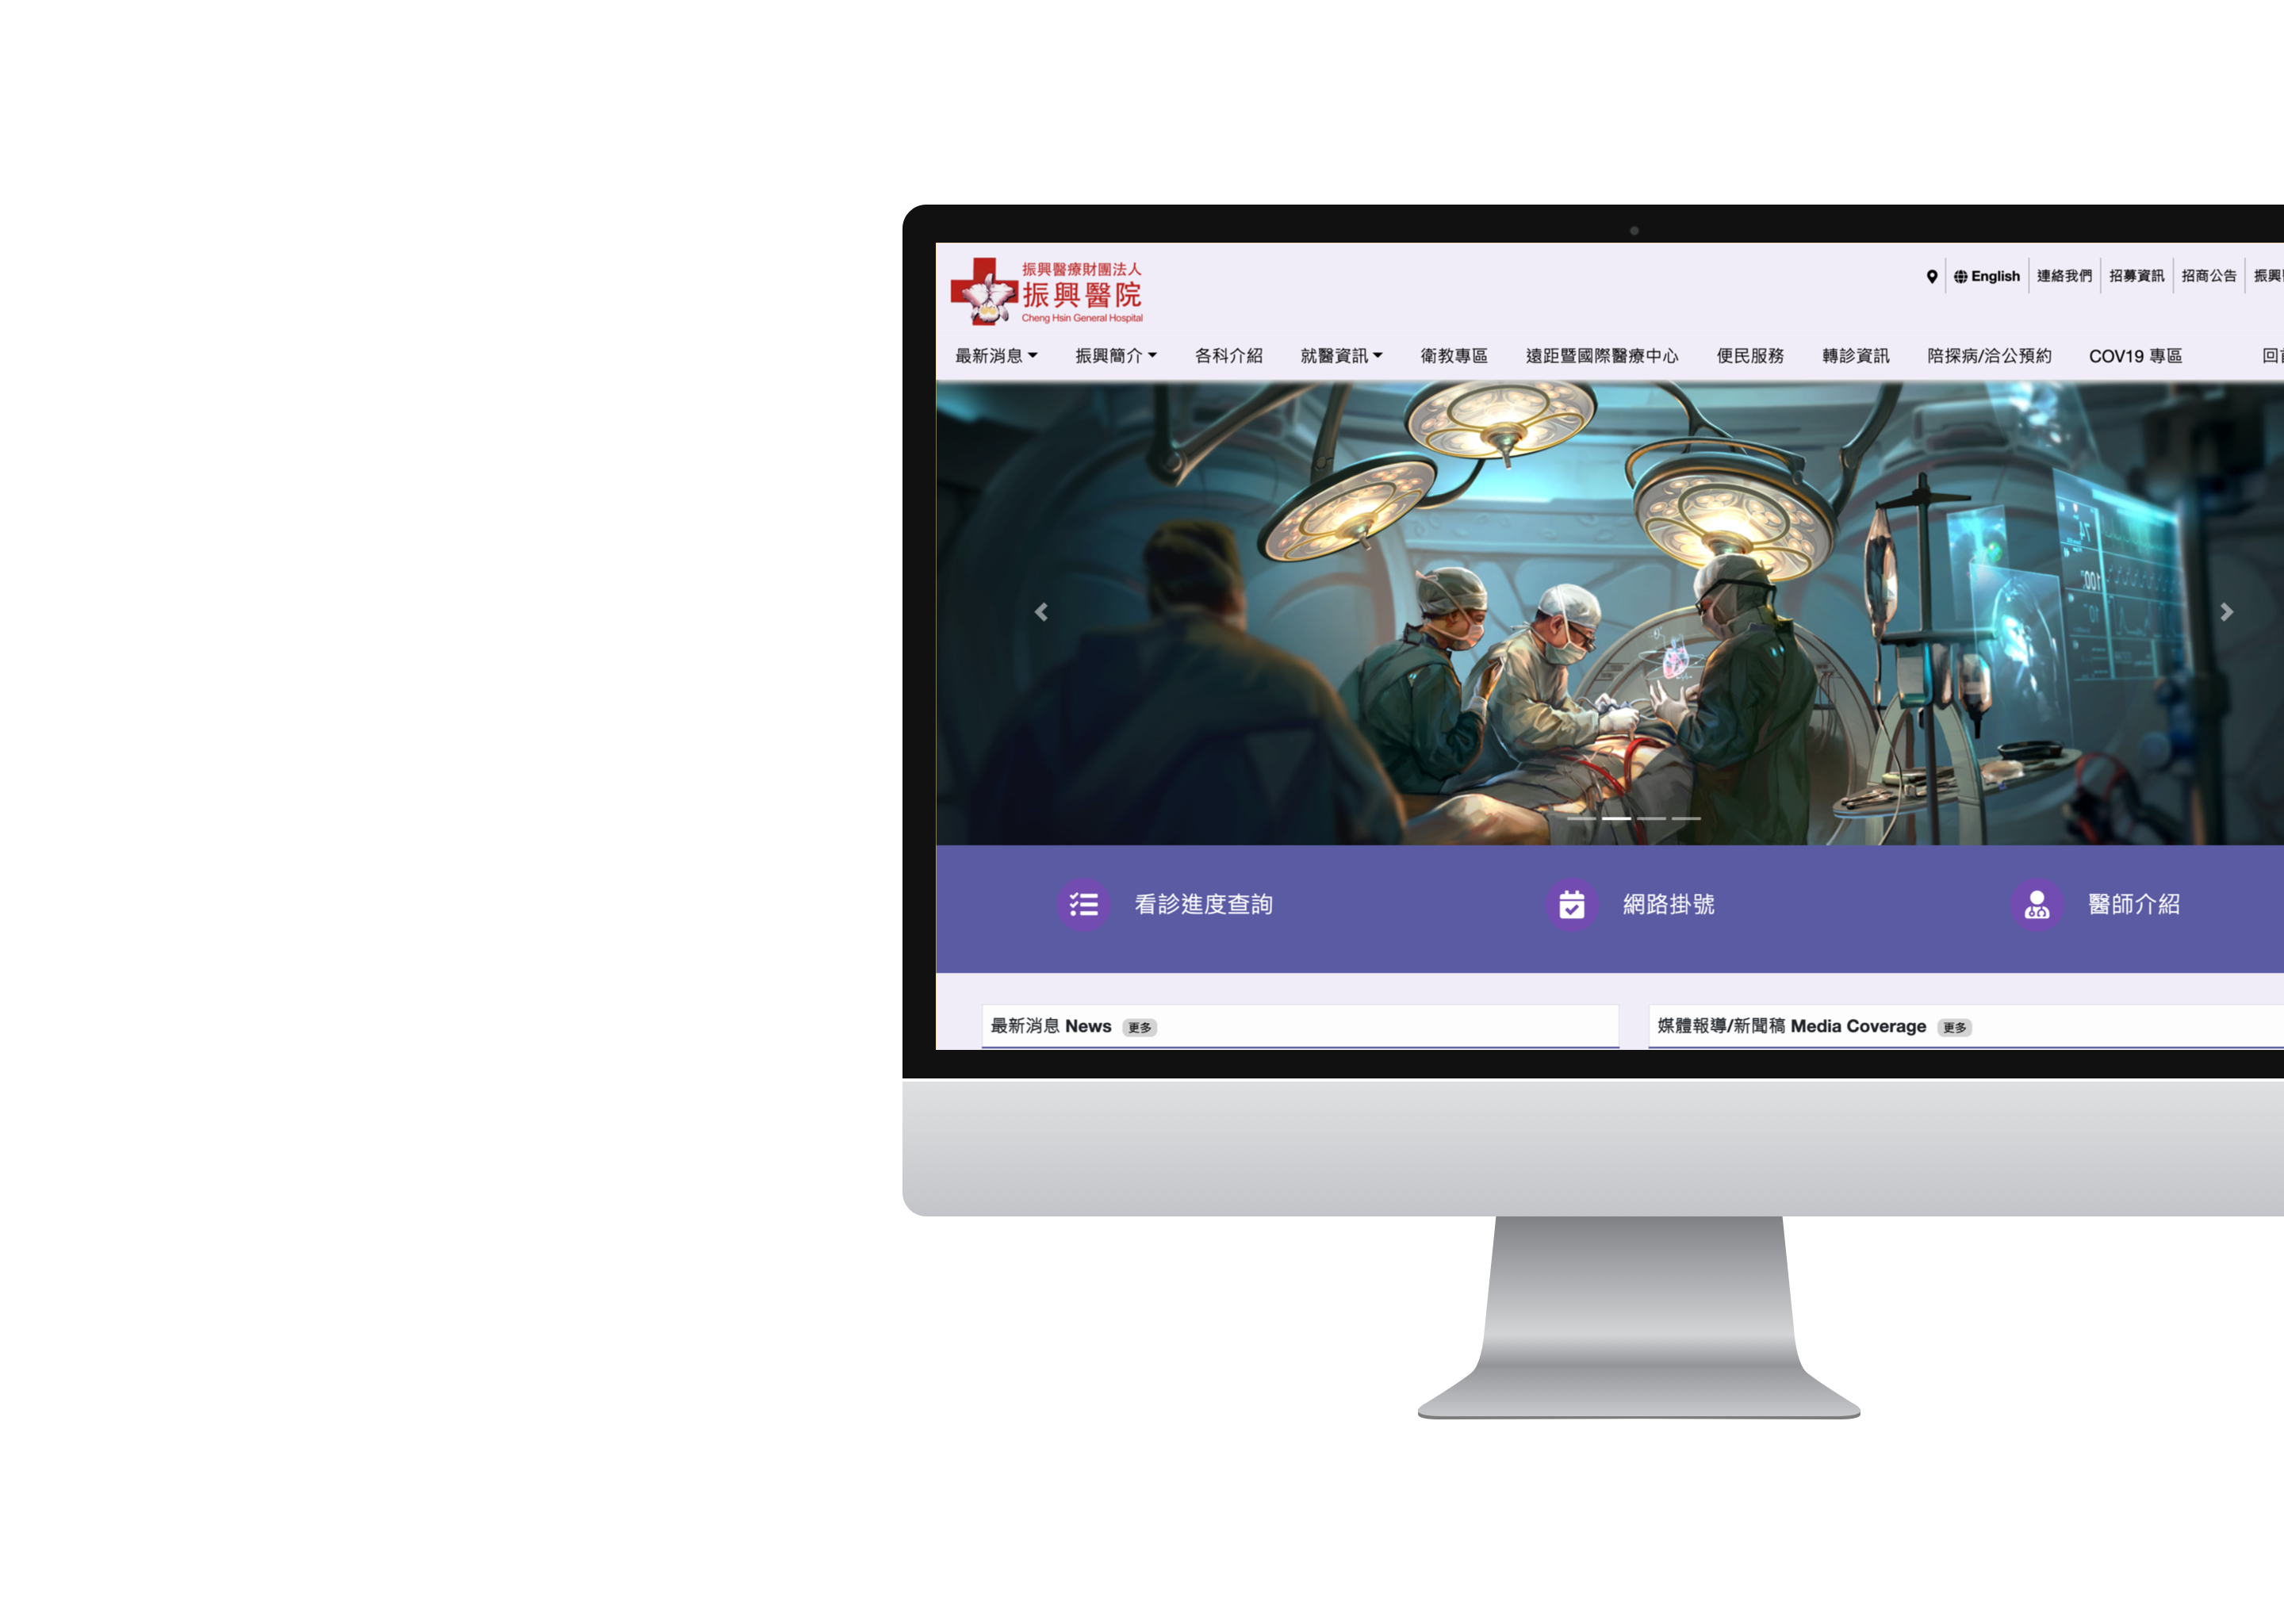 振興醫療財團法人
振興醫院
Cheng Hsin General Hospital
English 連絡我們 招募資訊 招商公告 振興
最新消息 振興簡介 各科介紹 就醫資訊 衛教專區 遠距暨國際醫療中心 便民服務 轉診資訊 陪探病/洽公預約 COV19 專區 回
看診進度查詢 網路掛號 醫師介紹
最新消息 News 更多 媒體報導/新聞稿 Media Coverage 更多